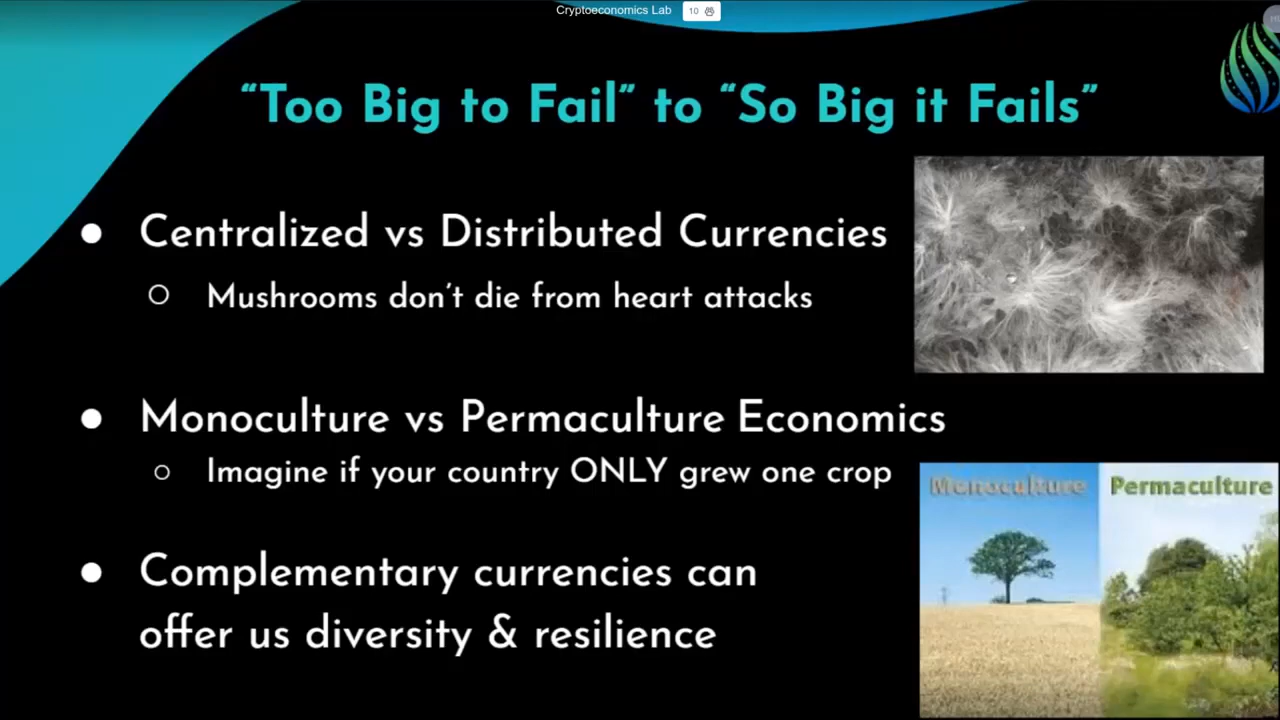 Cryptoeconomics Lab 10
“Too Big to Fail” to “So Big it Fails”
● Centralized vs Distributed Currencies
○ Mushrooms don’t die from heart attacks
● Monoculture vs Permaculture Economics
○ Imagine if your country ONLY grew one crop
Monoculture Permaculture
● Complementary currencies can
offer us diversity & resilience